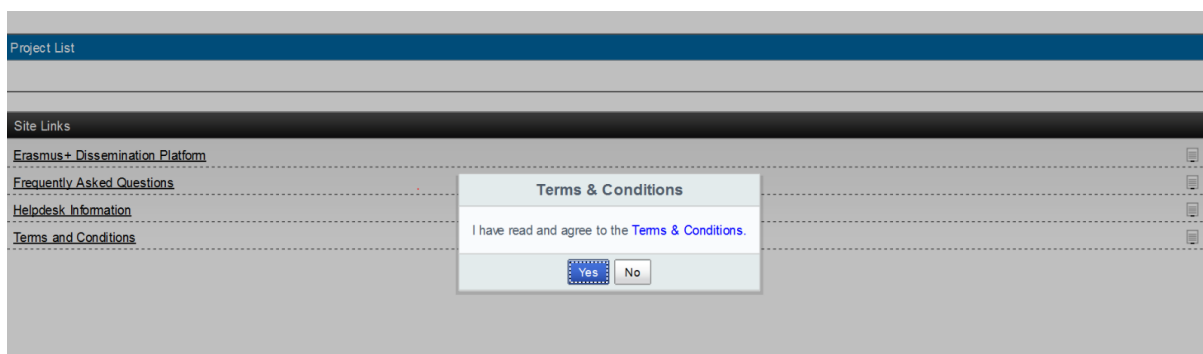 Project List
Site Links
Erasmus+ Dissemination Platform
Frequently Asked Questions
Helpdesk Information
Terms and Conditions
Terms & Conditions
I have read and agree to the Terms & Conditions.
Yes No